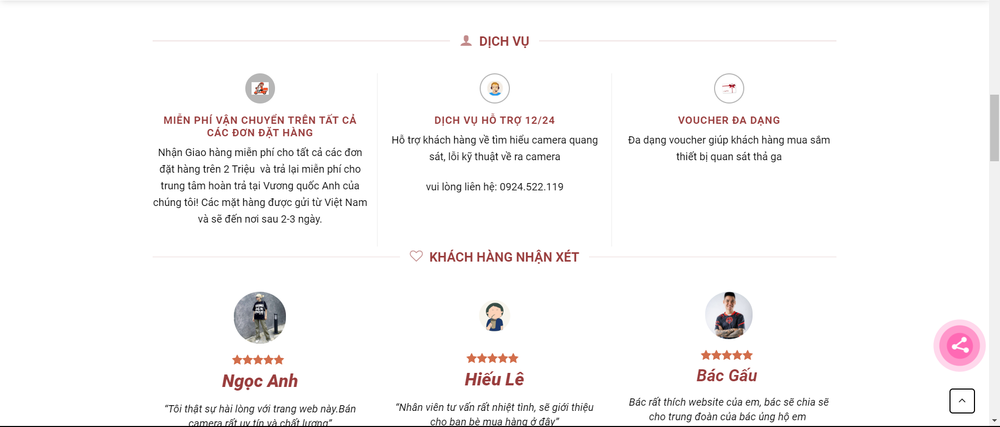 DỊCH VỤ
MIỄN PHÍ VẬN CHUYỂN TRÊN TẤT CẢ
CÁC ĐƠN ĐẶT HÀNG
Nhận Giao hàng miễn phí cho tất cả các đơn
đặt hàng trên 2 Triệu và trả lại miễn phí cho
trung tâm hoàn trả tại Vương quốc Anh của
chúng tôi! Các mặt hàng được gửi từ Việt Nam
và sẽ đến nơi sau 2-3 ngày.
DỊCH VỤ HỖ TRỢ 12/24
Hỗ trợ khách hàng về tìm hiểu camera quang
sát, lỗi kỹ thuật về ra camera
vui lòng liên hệ: 0924.522.119
VOUCHER ĐA DẠNG
Đa dạng voucher giúp khách hàng mua sắm
thiết bị quan sát thả ga
KHÁCH HÀNG NHẬN XÉT
Ngọc Anh
“Tôi thật sự hài lòng với trang web này.Bán
camera rất uy tín và chất lượng”
Hiếu Lê
“Nhân viên tư vấn rất nhiệt tình, sẽ giới thiệu
cho bạn bè mua hàng ở đây”
Bác Gấu
Bác rất thích website của em, bác sẽ chia sẽ
cho trung đoàn của bác ủng hộ em